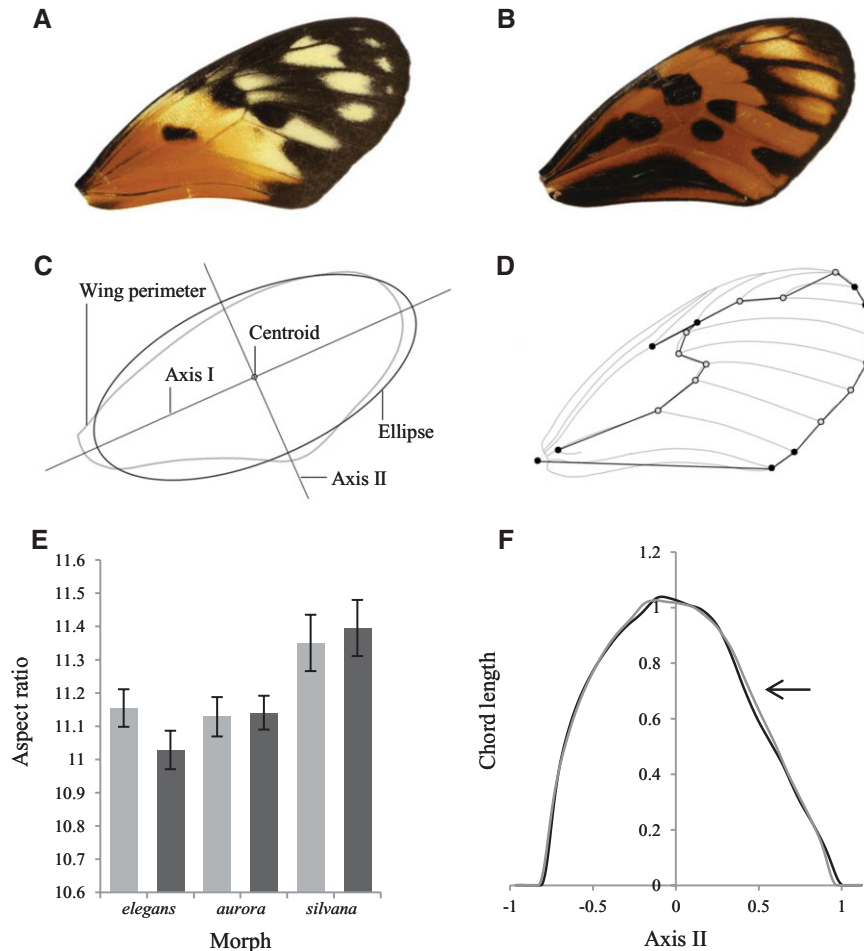 A
B
C
Wing perimeter
Centroid
Axis I
Ellipse
Axis II
D
E
11.6
11.5
11.4
11.3
11.2
11.1
11
10.9
10.8
10.7
10.6
Aspect ratio
elegans
aurora
silvana
Morph
F
1.2
1
0.8
0.6
0.4
0.2
0
Chord length
-1
-0.5
0
0.5
1
Axis II